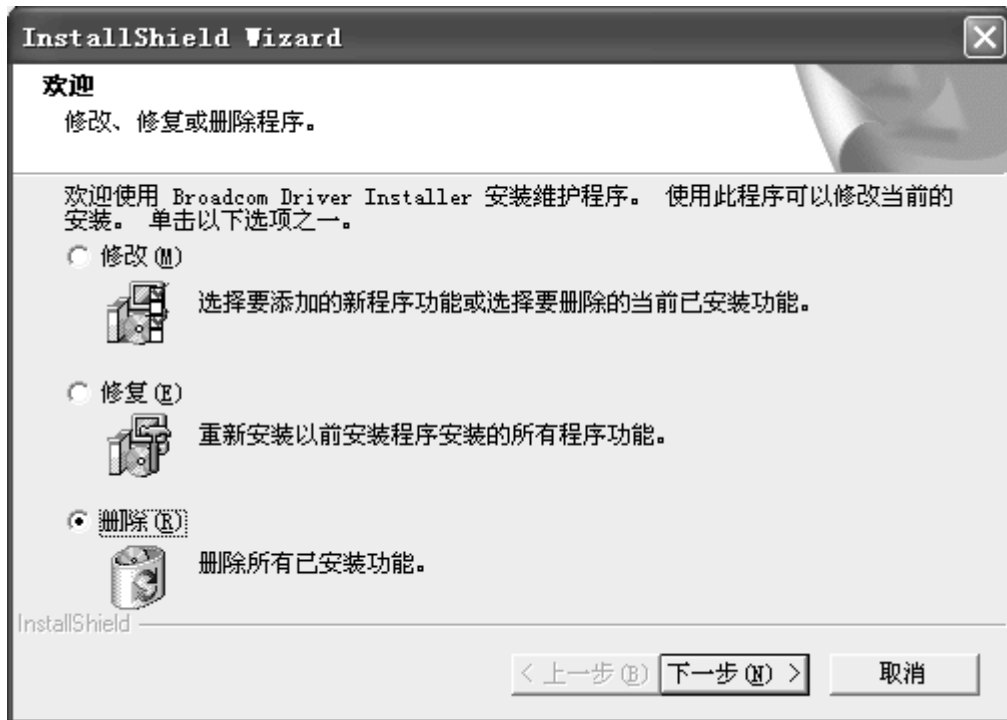 InstallShield Wizard
欢迎
修改、修复或删除程序。
欢迎使用 Broadcom Driver Installer 安装维护程序。 使用此程序可以修改当前的
安装。 单击以下选项之一。
修改(M)
选择要添加的新程序功能或选择要删除的当前已安装功能。
修复(E)
重新安装以前安装程序安装的所有程序功能。
删除(R)
删除所有已安装功能。
InstallShield
< 上一步(B) 下一步(N) > 取消